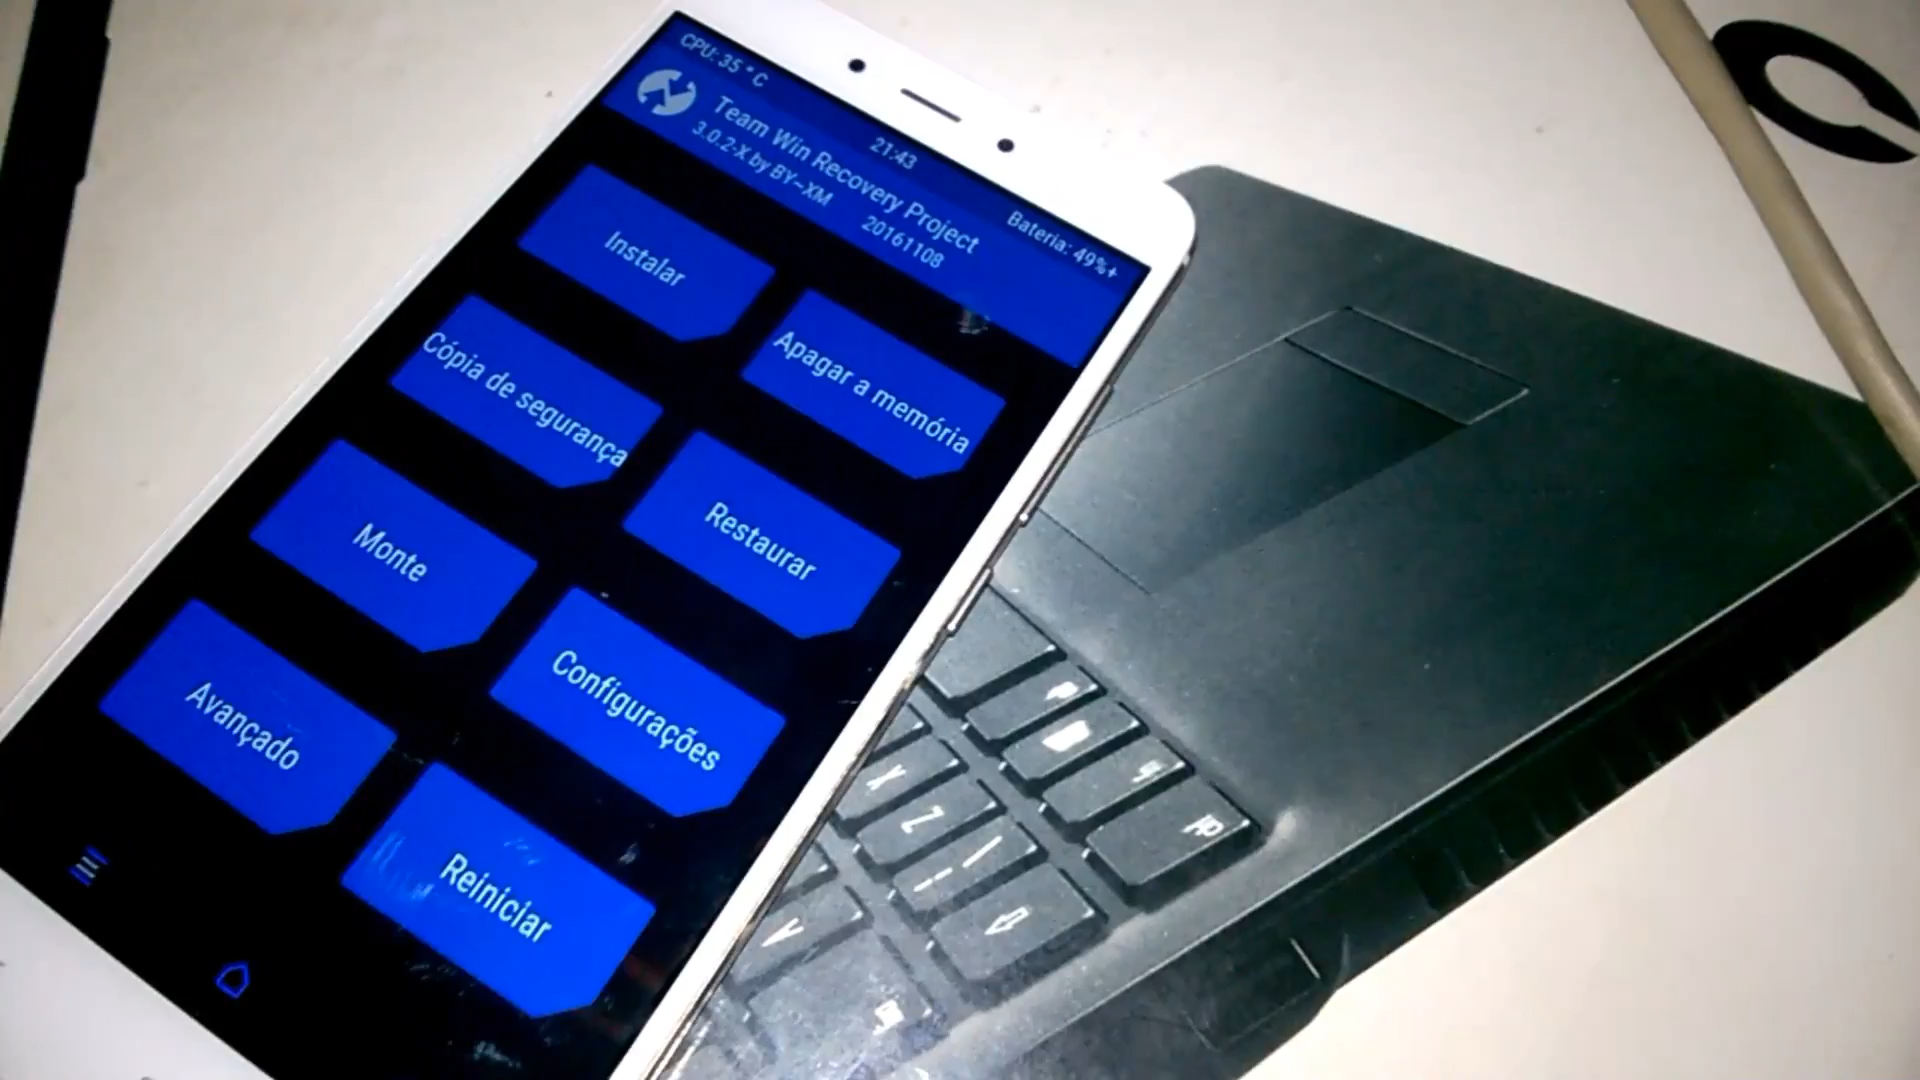 CPU: 35 °C
21:43
Bateria: 49%+
Team Win Recovery Project
3.0.2-X by BY~XM 20161108
Instalar
Apagar a memória
Cópia de segurança
Restaurar
Monte
Configurações
Avançado
Reiniciar
X
Z